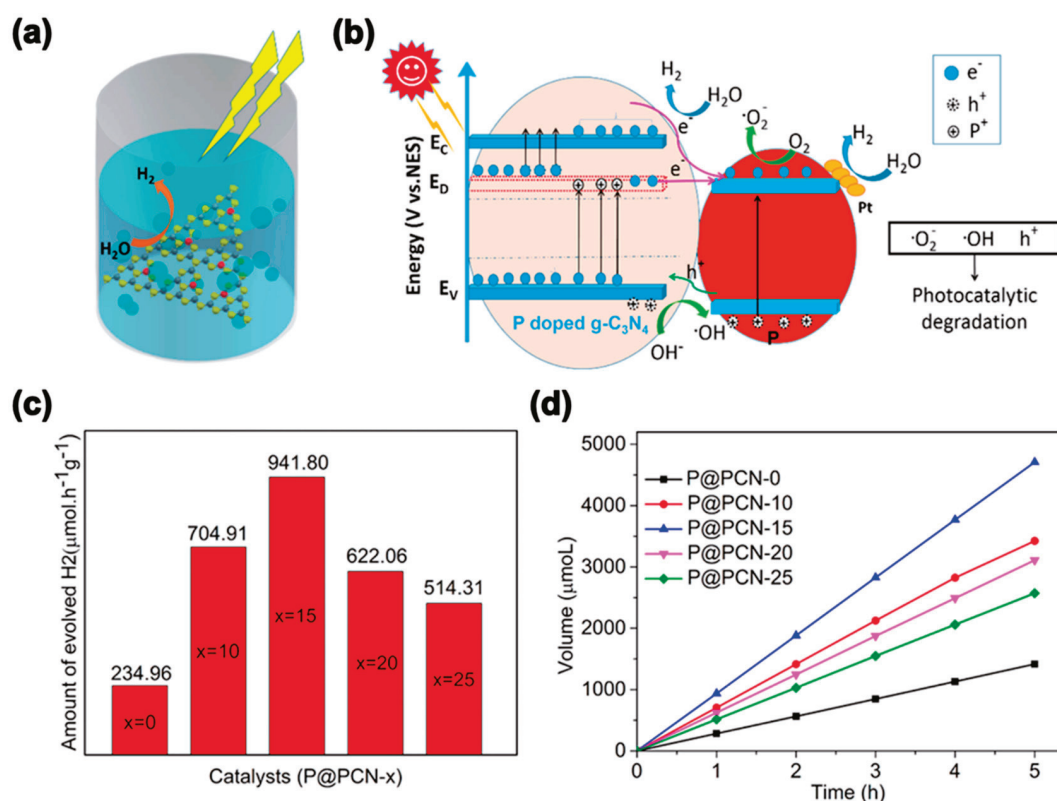 (a)
H₂
H₂O
(b)
Energy (V vs.NES)
E_C
E_D
E_V
H₂
H₂O
e⁻
e⁻
·O₂⁻
O₂
H₂
H₂O
Pt
h⁺
P doped g-C₃N₄
OH⁻
·OH
P
e⁻
h⁺
P⁺
·O₂⁻ ·OH h⁺
Photocatalytic
degradation
(c)
Amount of evolved H2(μmol.h⁻¹g⁻¹)
234.96
704.91
941.80
622.06
514.31
x=0
x=10
x=15
x=20
x=25
Catalysts (P@PCN-x)
(d)
Volume (μmoL)
5000
4000
3000
2000
1000
0
P@PCN-0
P@PCN-10
P@PCN-15
P@PCN-20
P@PCN-25
0 1 2 3 4 5
Time (h)